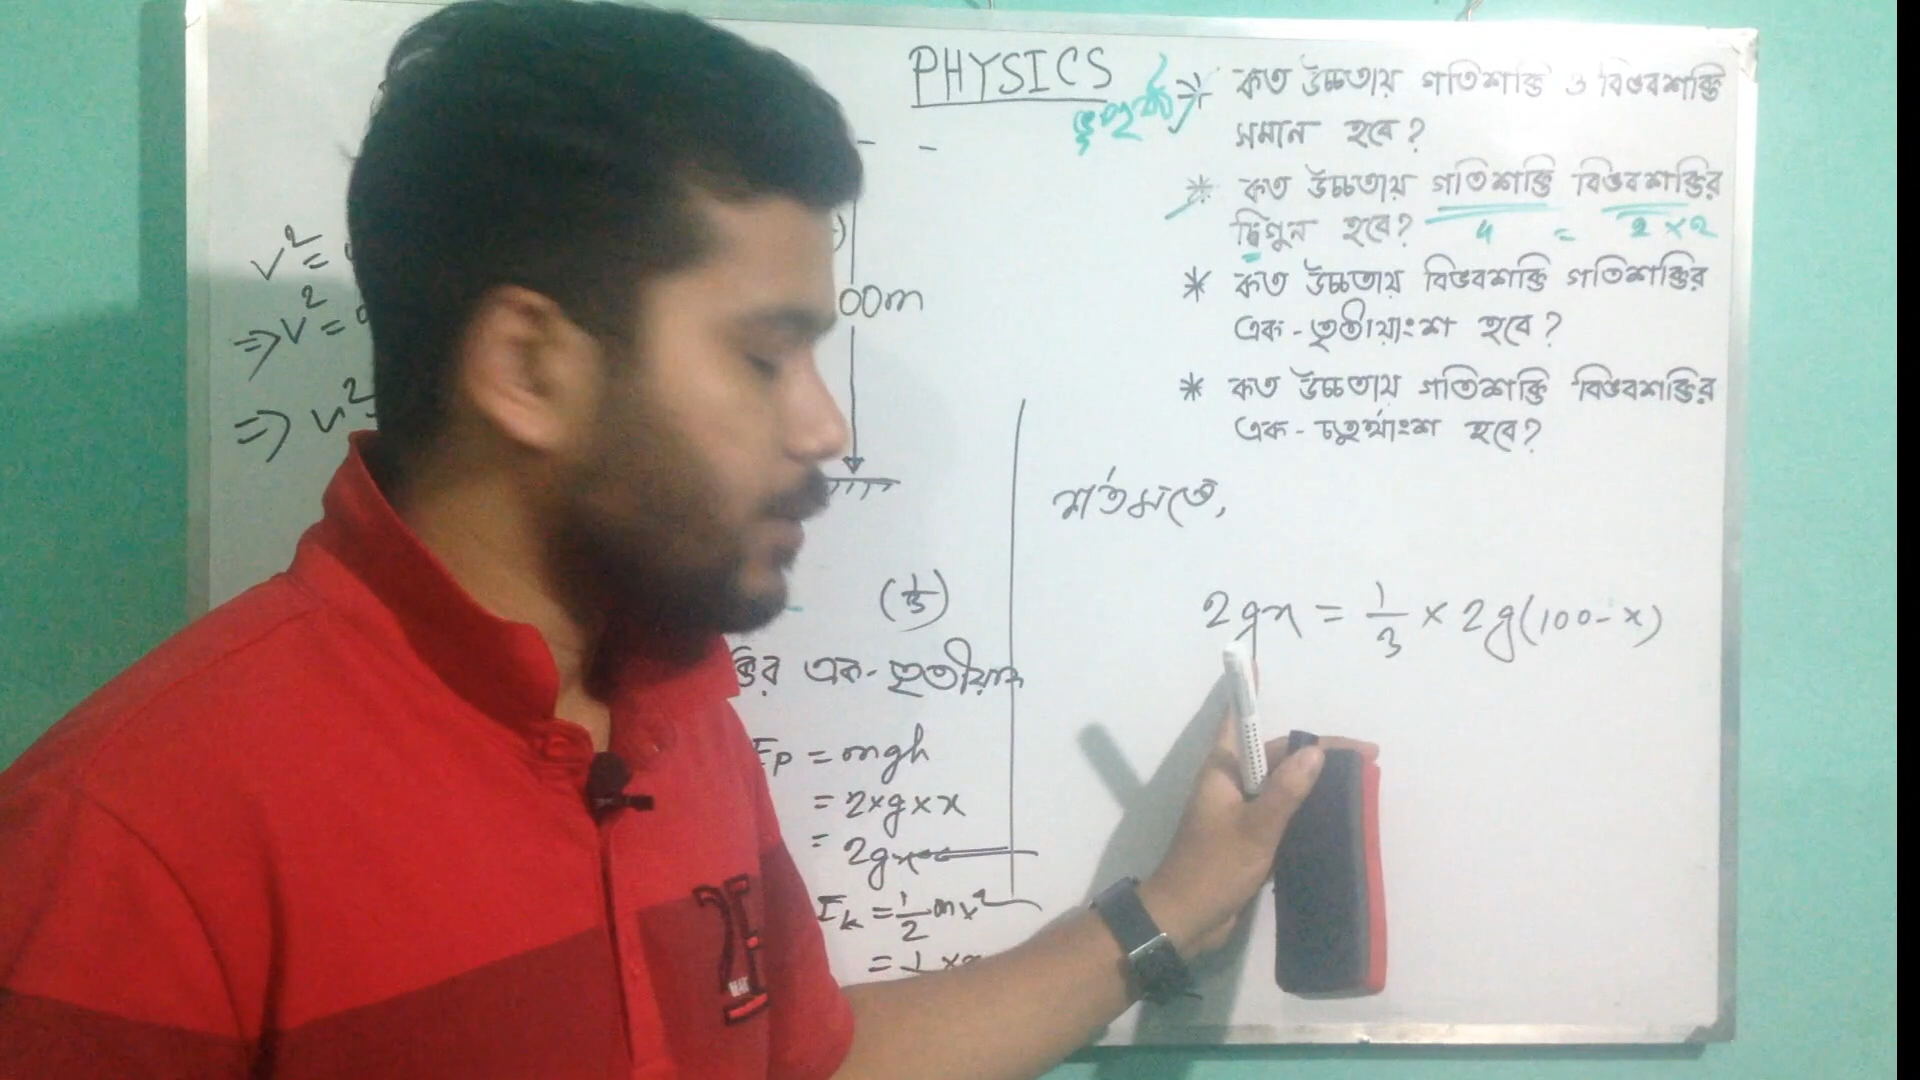 PHYSICS
* কত উচ্চতায় গতিশক্তি ও বিভবশক্তি
সমান হবে?
* কত উচ্চতায় গতিশক্তি বিভবশক্তির
দ্বিগুন হবে?
4 = 2 × 2
* কত উচ্চতায় বিভবশক্তি গতিশক্তির
এক-তৃতীয়াংশ হবে?
* কত উচ্চতায় গতিশক্তি বিভবশক্তির
এক-চতুর্থাংশ হবে?
v² =
⇒ v² =
⇒ v²
00m
শর্তমতে,
2gx = 1/3 × 2g(100 - x)
(1/3)
এক-তৃতীয়াংশ
Ep = mgh
= 2×g×x
= 2gx
Ek = 1/2 mv²